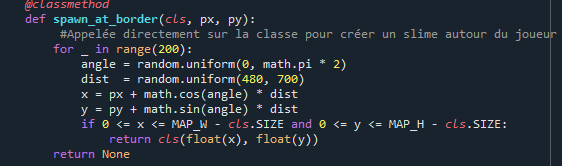 @classmethod
def spawn_at_border(cls, px, py):
#Appelée directement sur la classe pour créer un slime autour du joueur
for _ in range(200):
angle = random.uniform(0, math.pi * 2)
dist = random.uniform(480, 700)
x = px + math.cos(angle) * dist
y = py + math.sin(angle) * dist
if 0 <= x <= MAP_W - cls.SIZE and 0 <= y <= MAP_H - cls.SIZE:
return cls(float(x), float(y))
return None